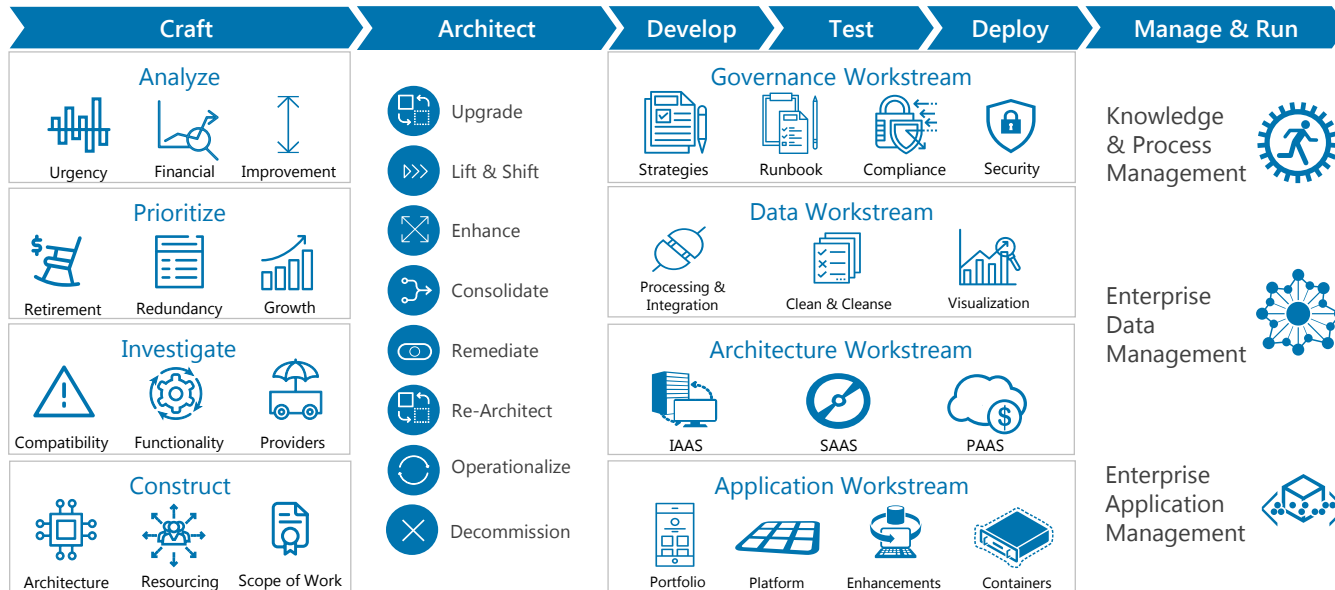 Craft
Architect
Develop
Test
Deploy
Manage & Run
Analyze
Urgency
Financial
Improvement
Prioritize
$
Retirement
Redundancy
Growth
Investigate
Compatibility
Functionality
Providers
Construct
Architecture
Resourcing
Scope of Work
Upgrade
Lift & Shift
Enhance
Consolidate
Remediate
Re-Architect
Operationalize
Decommission
Governance Workstream
Strategies
Runbook
Compliance
Security
Data Workstream
Processing &
Integration
Clean & Cleanse
Visualization
Architecture Workstream
IAAS
SAAS
$
PAAS
Application Workstream
Portfolio
Platform
Enhancements
Containers
Knowledge
& Process
Management
Enterprise
Data
Management
Enterprise
Application
Management